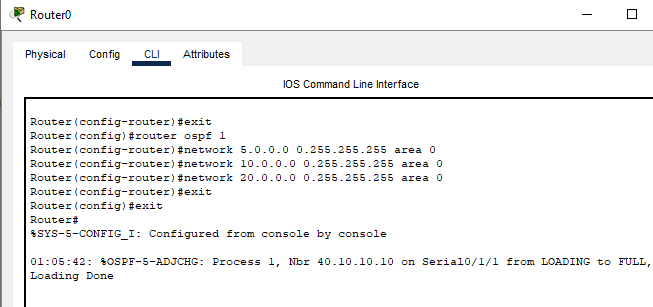 Router0
Physical Config CLI Attributes
IOS Command Line Interface
Router(config-router)#exit
Router(config)#router ospf 1
Router(config-router)#network 5.0.0.0 0.255.255.255 area 0
Router(config-router)#network 10.0.0.0 0.255.255.255 area 0
Router(config-router)#network 20.0.0.0 0.255.255.255 area 0
Router(config-router)#exit
Router(config)#exit
Router#
%SYS-5-CONFIG_I: Configured from console by console
01:05:42: %OSPF-5-ADJCHG: Process 1, Nbr 40.10.10.10 on Serial0/1/1 from LOADING to FULL,
Loading Done